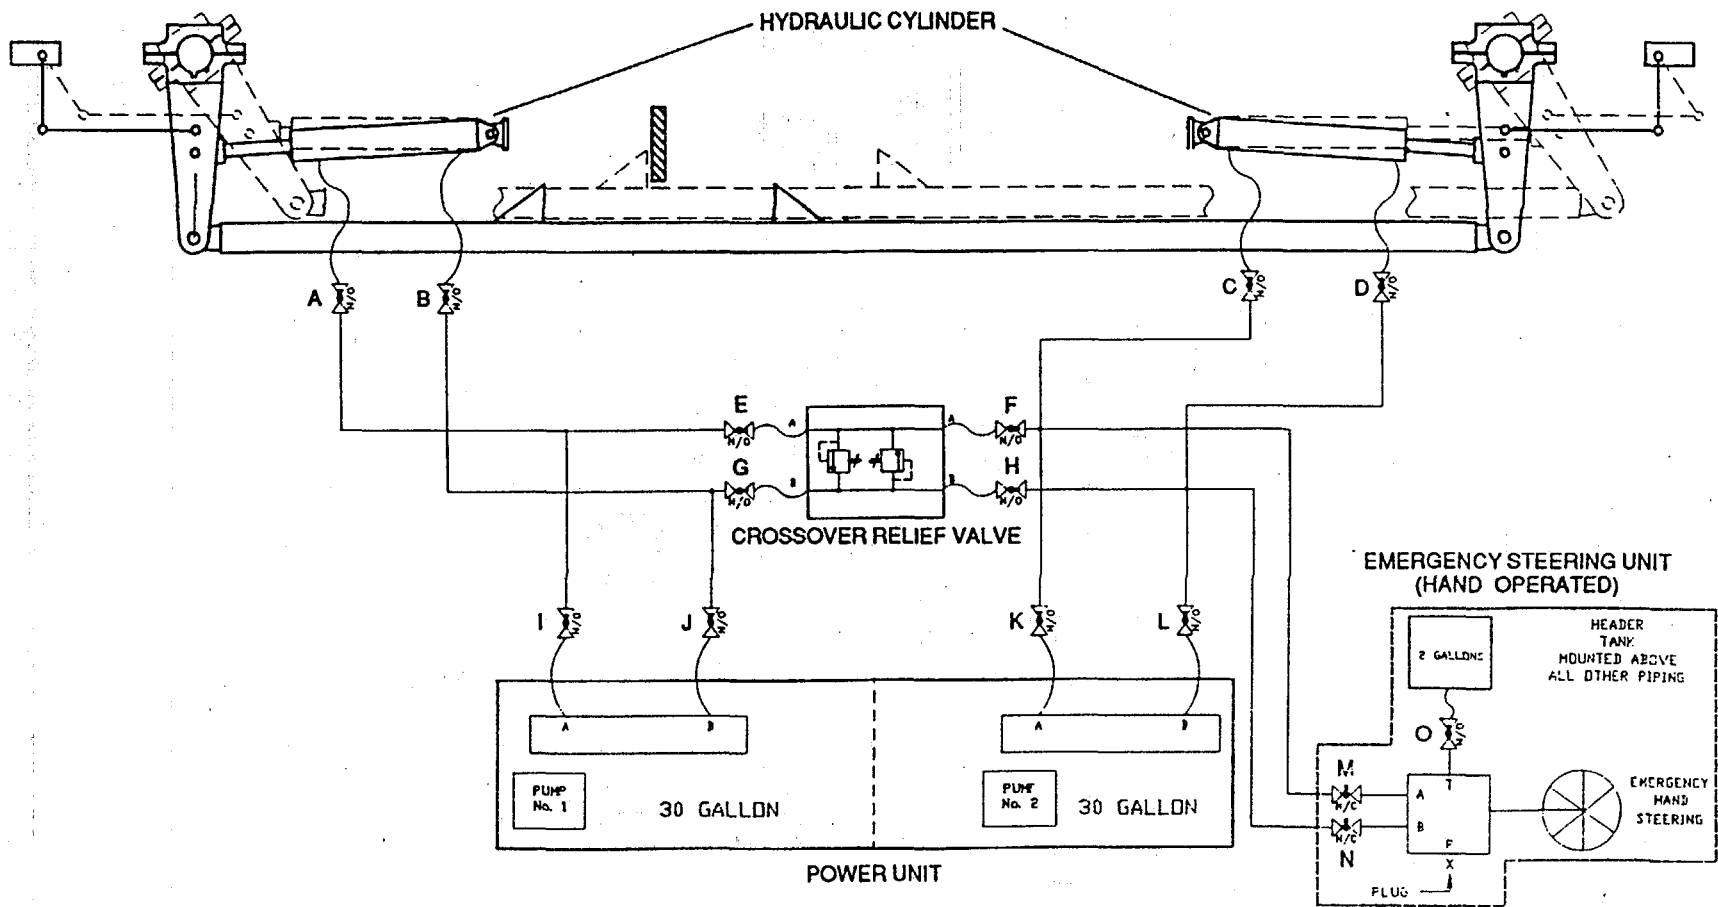 HYDRAULIC CYLINDER
A
N/O
B
N/O
C
N/O
D
N/O
E
N/O
A
A
F
N/O
G
N/O
B
B
H
N/O
CROSSOVER RELIEF VALVE
I
N/O
J
N/O
K
N/O
L
N/O
A
B
A
B
PUMP
No. 1
30 GALLON
PUMP
No. 2
30 GALLON
POWER UNIT
EMERGENCY STEERING UNIT
(HAND OPERATED)
2 GALLONS
HEADER
TANK
MOUNTED ABOVE
ALL OTHER PIPING
O
N/O
M
N/C
N/C
N
T
A
B
P
X
PLUG
EMERGENCY
HAND
STEERING